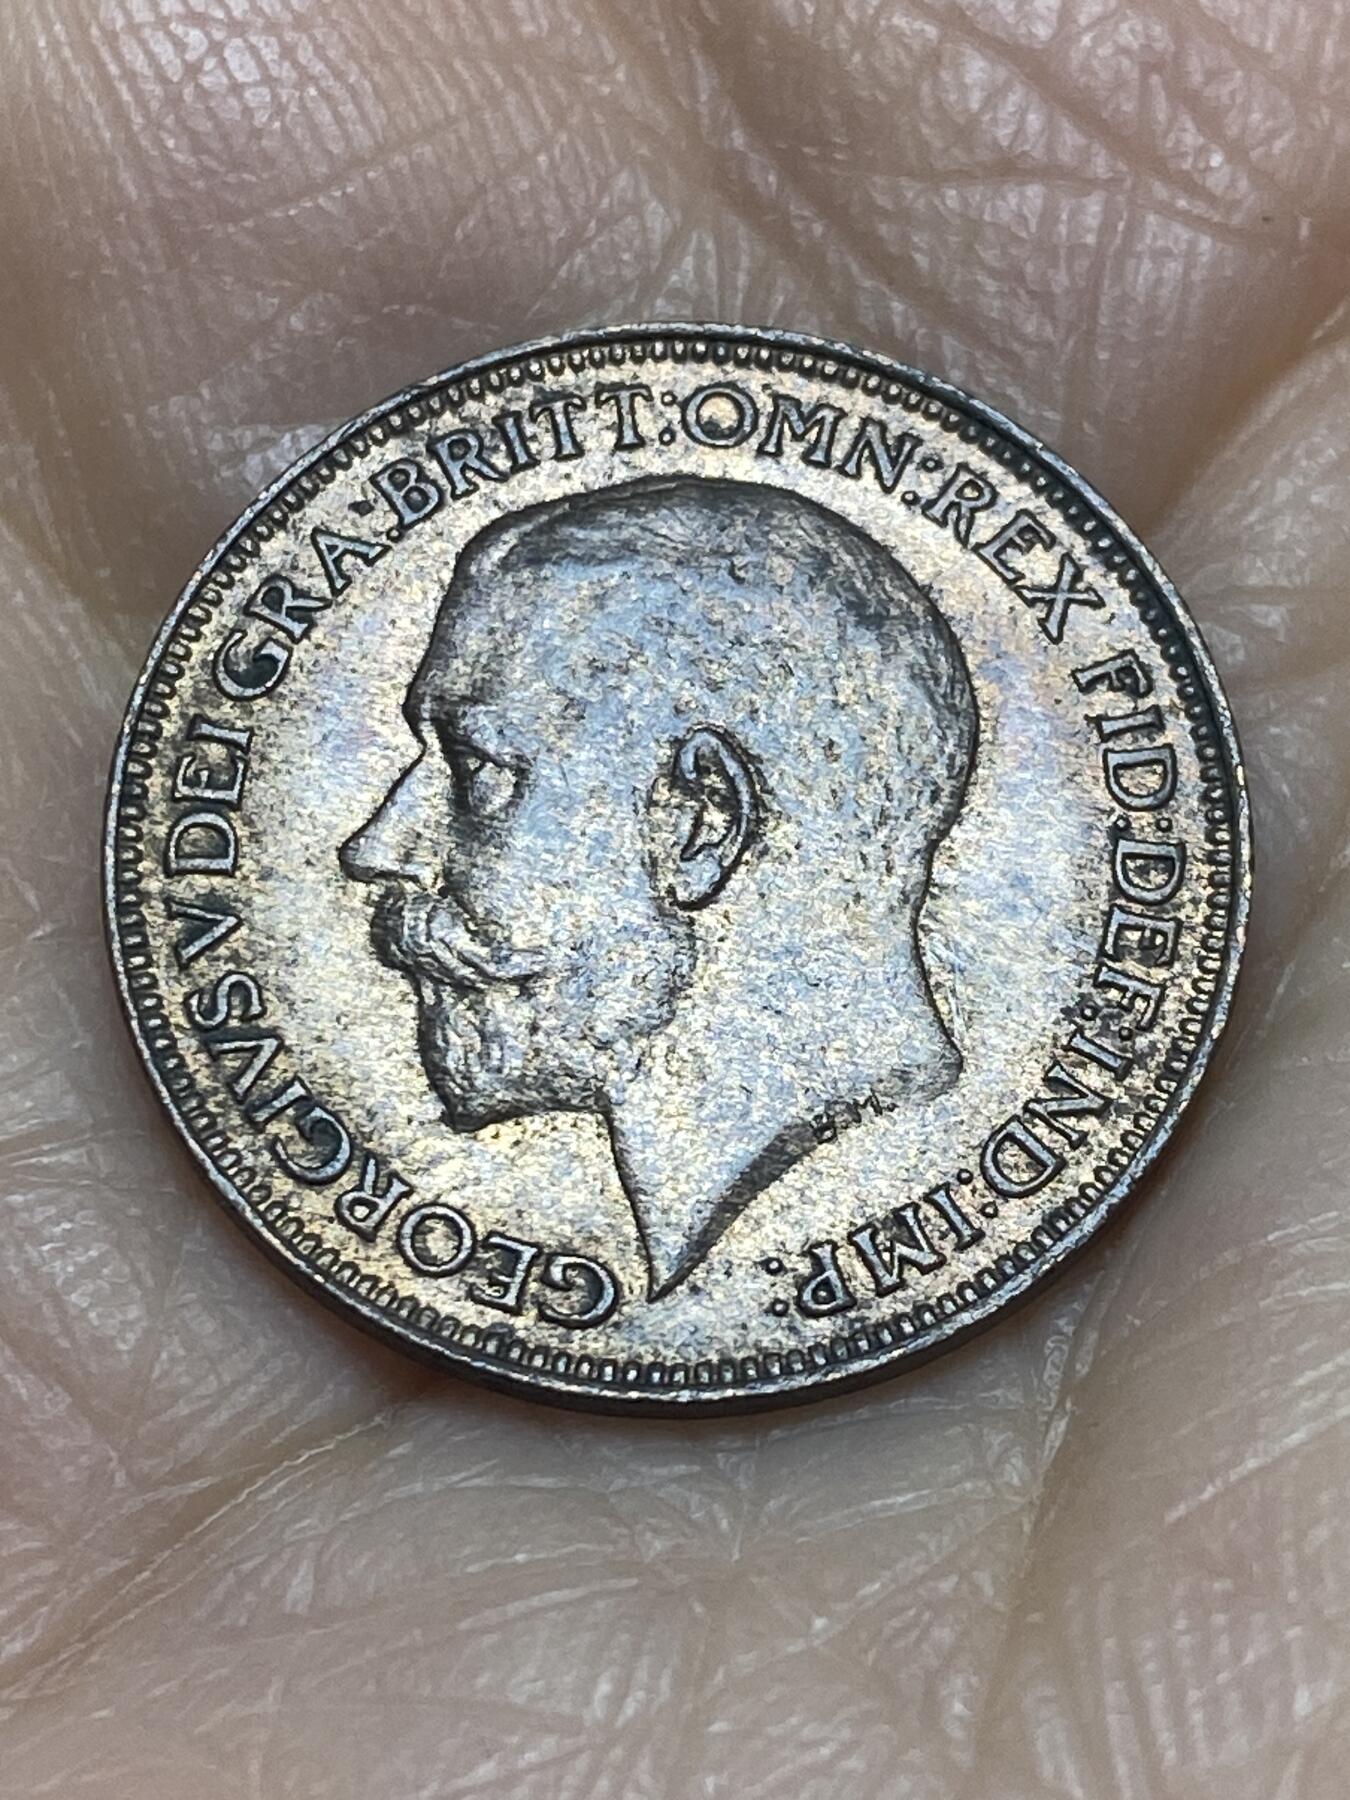 GEORGIVS V DEI GRA:BRITT:OMN:REX FID:DEF:IND:IMP:
B.M.